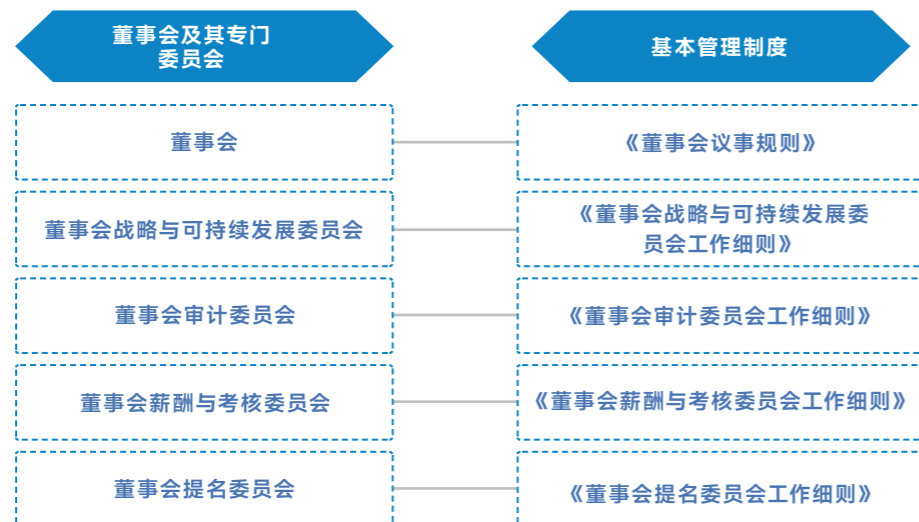 董事会及其专门
委员会
基本管理制度
董事会
《董事会议事规则》
董事会战略与可持续发展委员会
《董事会战略与可持续发展委
员会工作细则》
董事会审计委员会
《董事会审计委员会工作细则》
董事会薪酬与考核委员会
《董事会薪酬与考核委员会工作细则》
董事会提名委员会
《董事会提名委员会工作细则》